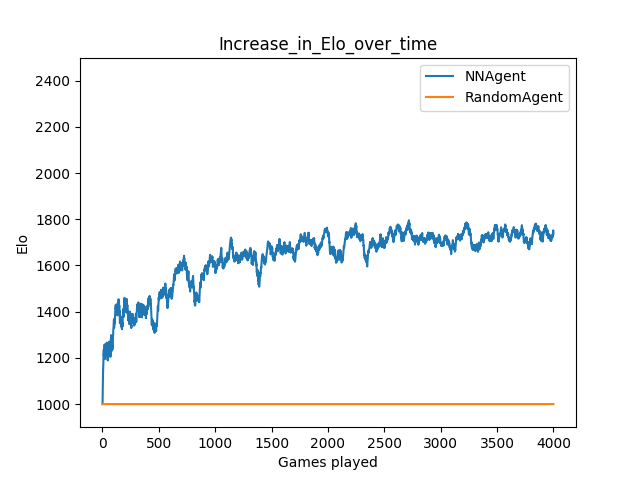 Increase_in_Elo_over_time
NNAgent
RandomAgent
2400
2200
2000
1800
1600
1400
1200
1000
Elo
0 500 1000 1500 2000 2500 3000 3500 4000
Games played